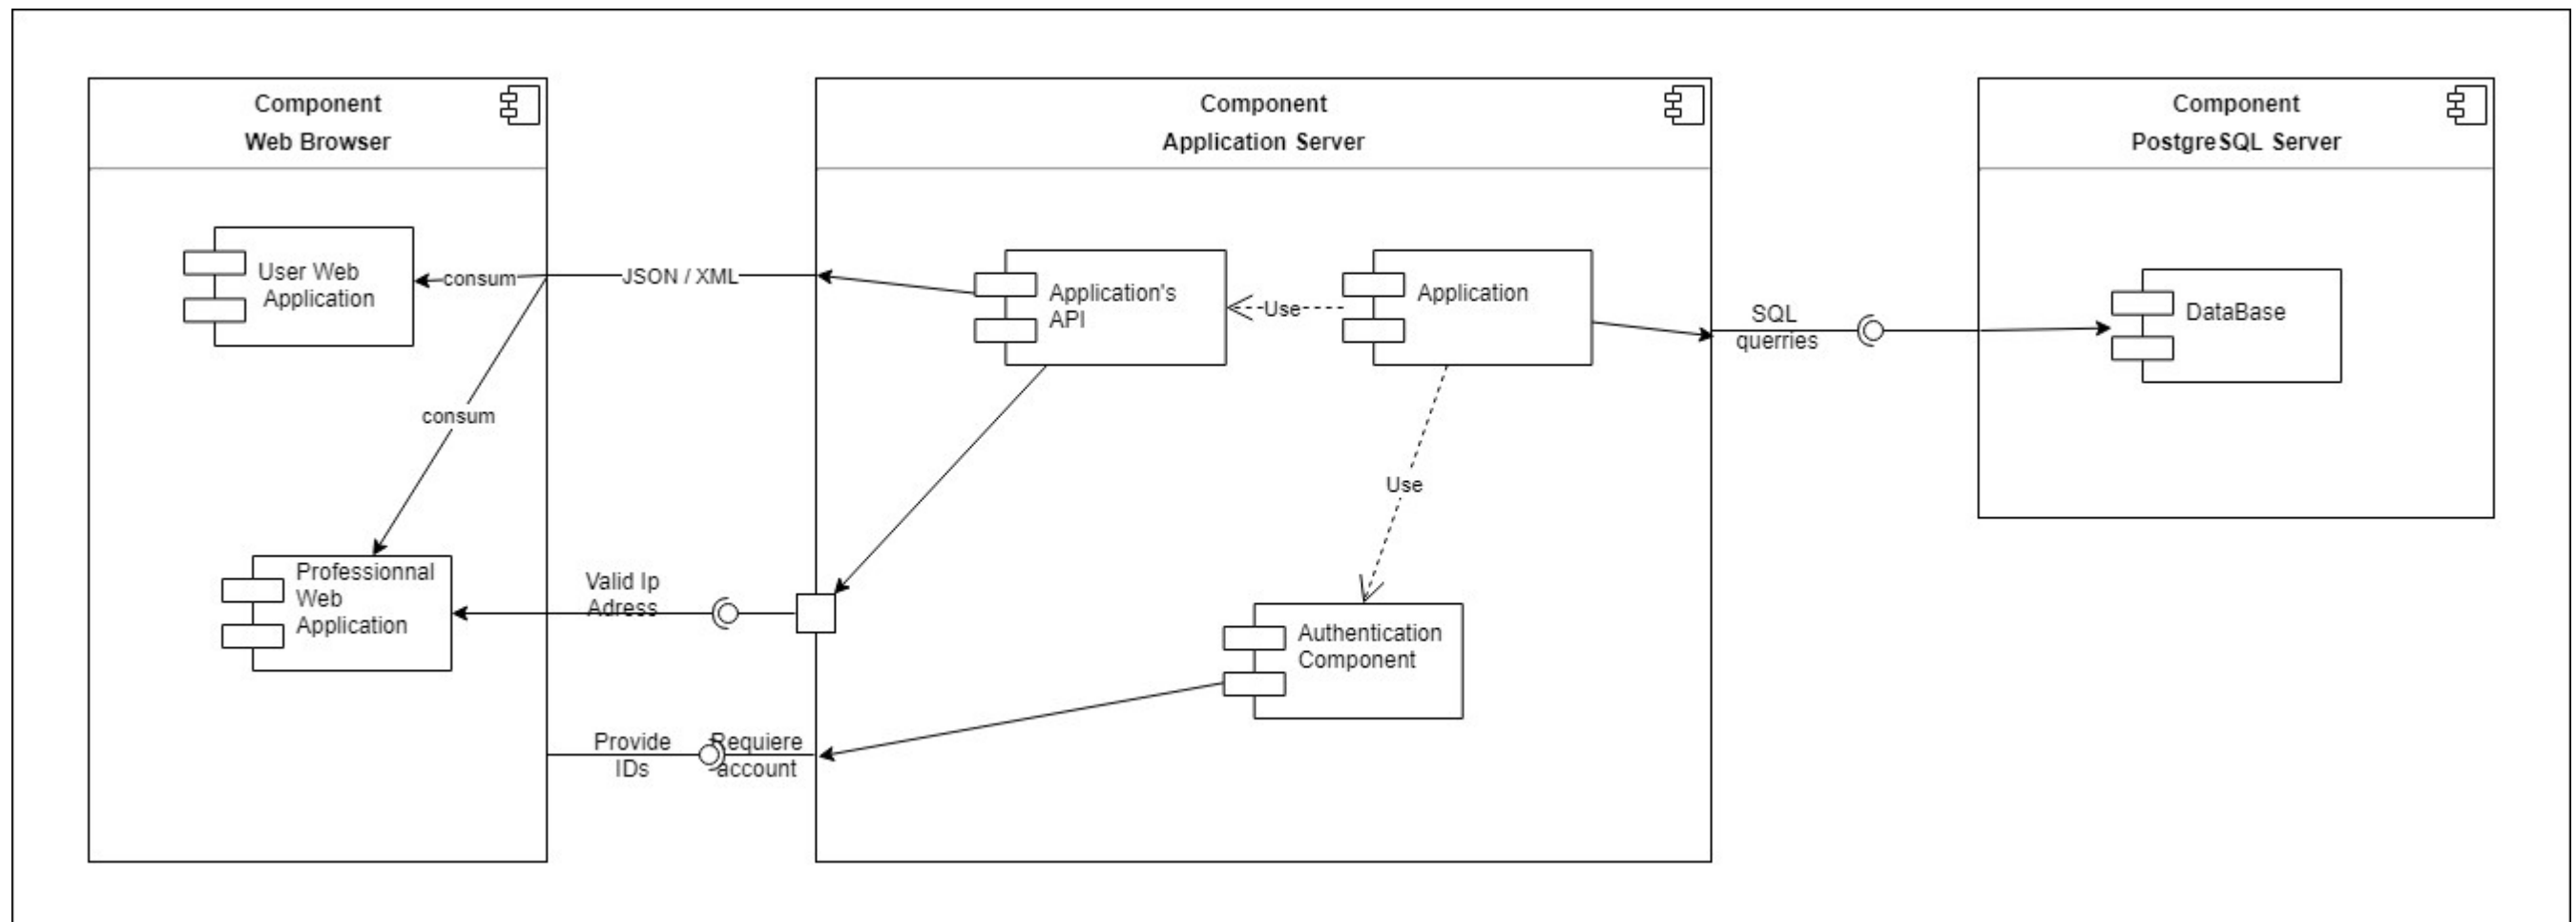 Component
Web Browser
User Web
Application
consum
consum
Professionnal
Web
Application
JSON / XML
Valid Ip
Adress
Provide
IDs
Requiere
account
Component
Application Server
Application's
API
Use
Application
Use
Authentication
Component
SQL
querries
Component
PostgreSQL Server
DataBase